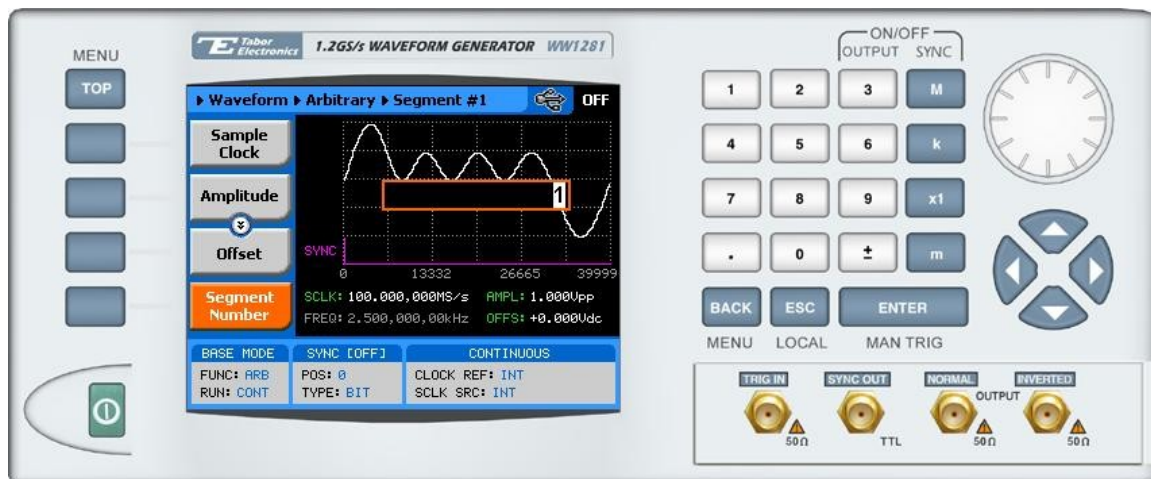 MENU
TOP
Tabor
Electronics
1.2GS/s WAVEFORM GENERATOR WW1281
Waveform Arbitrary Segment #1 OFF
Sample
Clock
Amplitude
Offset
Segment
Number
1
SYNC
0 13332 26665 39999
SCLK: 100.000,000MS/s AMPL: 1.000Vpp
FREQ: 2.500,000,00kHz OFFS: +0.000Vdc
BASE MODE SYNC [OFF] CONTINUOUS
FUNC: ARB POS: 0 CLOCK REF: INT
RUN: CONT TYPE: BIT SCLK SRC: INT
ON/OFF
OUTPUT SYNC
1 2 3 M
4 5 6 k
7 8 9 x1
. 0 ± m
BACK ESC ENTER
MENU LOCAL MAN TRIG
TRIG IN SYNC OUT NORMAL INVERTED
OUTPUT
50Ω TTL 50Ω 50Ω